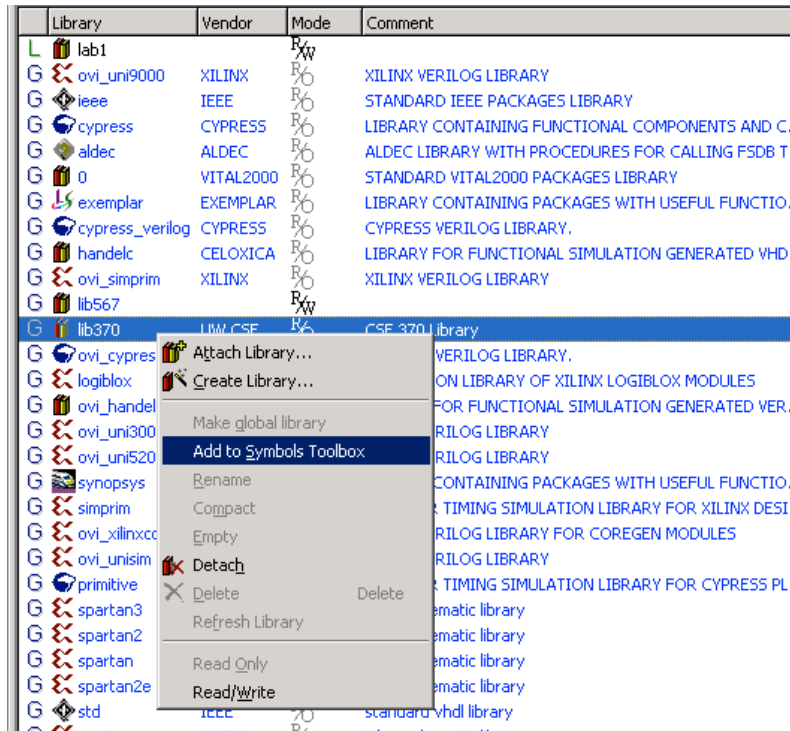 Library Vendor Mode Comment
L lab1 R/W
G ovi_uni9000 XILINX R/O XILINX VERILOG LIBRARY
G ieee IEEE R/O STANDARD IEEE PACKAGES LIBRARY
G cypress CYPRESS R/O LIBRARY CONTAINING FUNCTIONAL COMPONENTS AND C.
G aldec ALDEC R/O ALDEC LIBRARY WITH PROCEDURES FOR CALLING FSDB T
G 0 VITAL2000 R/O STANDARD VITAL2000 PACKAGES LIBRARY
G exemplar EXEMPLAR R/O LIBRARY CONTAINING PACKAGES WITH USEFUL FUNCTIO.
G cypress_verilog CYPRESS R/O CYPRESS VERILOG LIBRARY.
G handelc CELOXICA R/O LIBRARY FOR FUNCTIONAL SIMULATION GENERATED VHD
G ovi_simprim XILINX R/O XILINX VERILOG LIBRARY
G lib567 R/W
G lib370 UW CSE R/O CSE 370 Library
G ovi_cypres VERILOG LIBRARY.
Attach Library...
G logiblox ON LIBRARY OF XILINX LOGIBLOX MODULES
Create Library...
G ovi_handel FOR FUNCTIONAL SIMULATION GENERATED VER.
Make global library
G ovi_uni300 RILOG LIBRARY
Add to Symbols Toolbox
G ovi_uni520 RILOG LIBRARY
Rename
G synopsys CONTAINING PACKAGES WITH USEFUL FUNCTIO.
Compact
G simprim TIMING SIMULATION LIBRARY FOR XILINX DESI
Empty
G ovi_xilinxco RILOG LIBRARY FOR COREGEN MODULES
Detach
G ovi_unisim RILOG LIBRARY
Delete Delete
G primitive TIMING SIMULATION LIBRARY FOR CYPRESS PL
Refresh Library
G spartan3 ematic library
G spartan2 ematic library
Read Only
G spartan ematic library
Read/Write
G spartan2e ematic library
G std IEEE R/O standard vhdl library